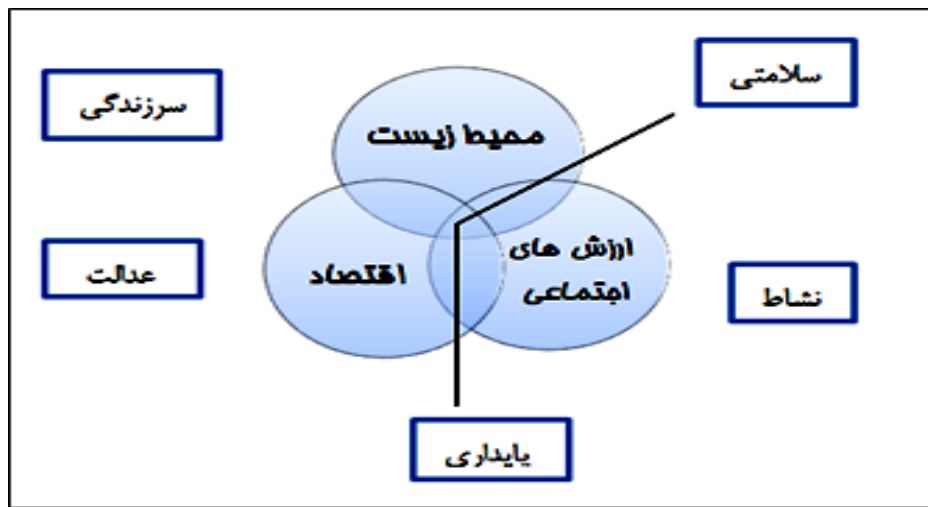 سلامتی
سرزندگی
محیط زیست
ارزش های
اجتماعی
اقتصاد
عدالت
نشاط
پایداری